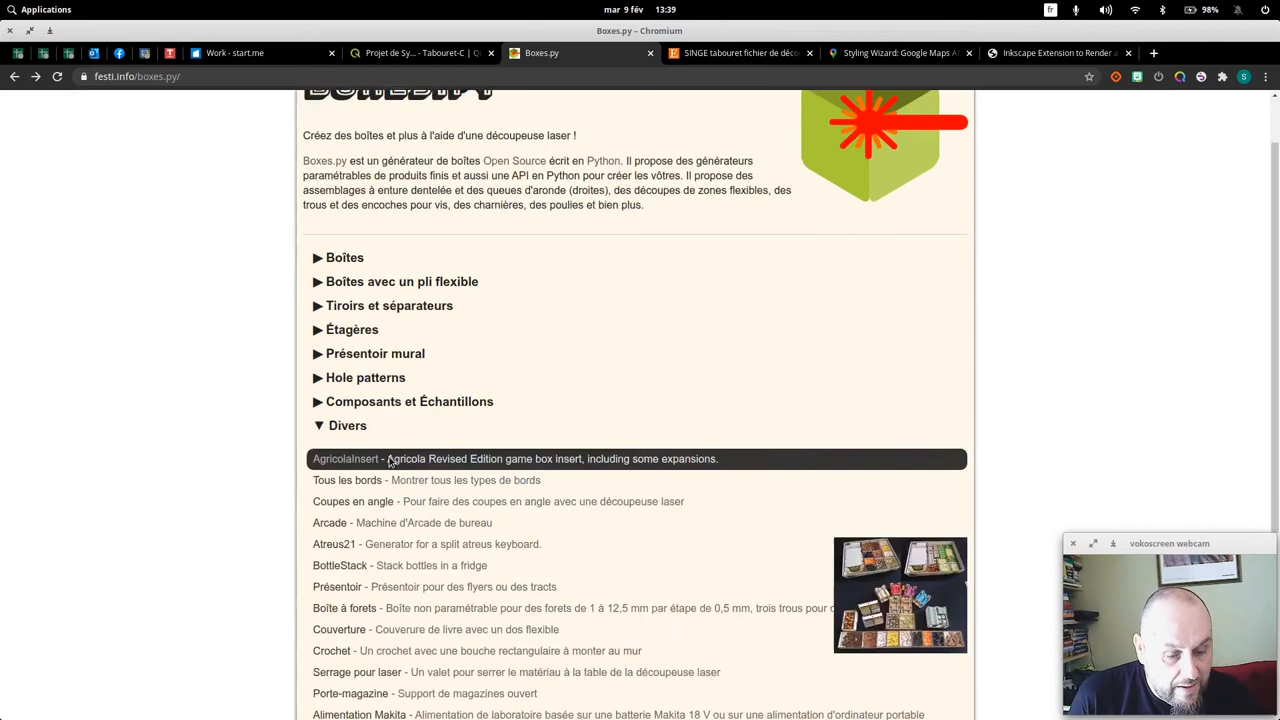 Applications
mar 9 fév 13:39
fr
98%
Boxes.py - Chromium
Work - start.me
Projet de Sy... - Tabouret-C | Q
Boxes.py
SINGE tabouret fichier de déco
Styling Wizard: Google Maps A
Inkscape Extension to Render a
festi.info/boxes.py/
S
Créez des boîtes et plus à l'aide d'une découpeuse laser !
Boxes.py est un générateur de boîtes Open Source écrit en Python. Il propose des générateurs
paramétrables de produits finis et aussi une API en Python pour créer les vôtres. Il propose des
assemblages à enture dentelée et des queues d'aronde (droites), des découpes de zones flexibles, des
trous et des encoches pour vis, des charnières, des poulies et bien plus.
▶ Boîtes
▶ Boîtes avec un pli flexible
▶ Tiroirs et séparateurs
▶ Étagères
▶ Présentoir mural
▶ Hole patterns
▶ Composants et Échantillons
▼ Divers
AgricolaInsert - Agricola Revised Edition game box insert, including some expansions.
Tous les bords - Montrer tous les types de bords
Coupes en angle - Pour faire des coupes en angle avec une découpeuse laser
Arcade - Machine d'Arcade de bureau
Atreus21 - Generator for a split atreus keyboard.
BottleStack - Stack bottles in a fridge
Présentoir - Présentoir pour des flyers ou des tracts
Boîte à forets - Boîte non paramétrable pour des forets de 1 à 12,5 mm par étape de 0,5 mm, trois trous pour c
Couverture - Couverure de livre avec un dos flexible
Crochet - Un crochet avec une bouche rectangulaire à monter au mur
Serrage pour laser - Un valet pour serrer le matériau à la table de la découpeuse laser
Porte-magazine - Support de magazines ouvert
Alimentation Makita - Alimentation de laboratoire basée sur une batterie Makita 18 V ou sur une alimentation d'ordinateur portable
vokoscreen webcam